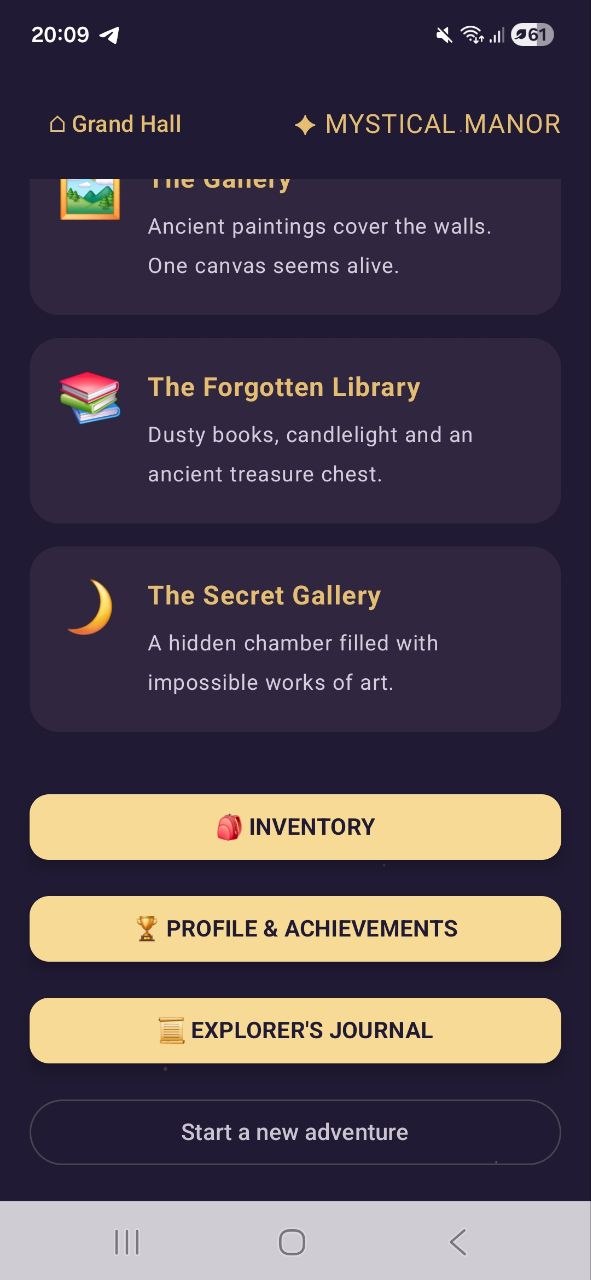 20:09
61
Grand Hall
MYSTICAL MANOR
The Gallery
Ancient paintings cover the walls.
One canvas seems alive.
The Forgotten Library
Dusty books, candlelight and an
ancient treasure chest.
The Secret Gallery
A hidden chamber filled with
impossible works of art.
INVENTORY
PROFILE & ACHIEVEMENTS
EXPLORER'S JOURNAL
Start a new adventure